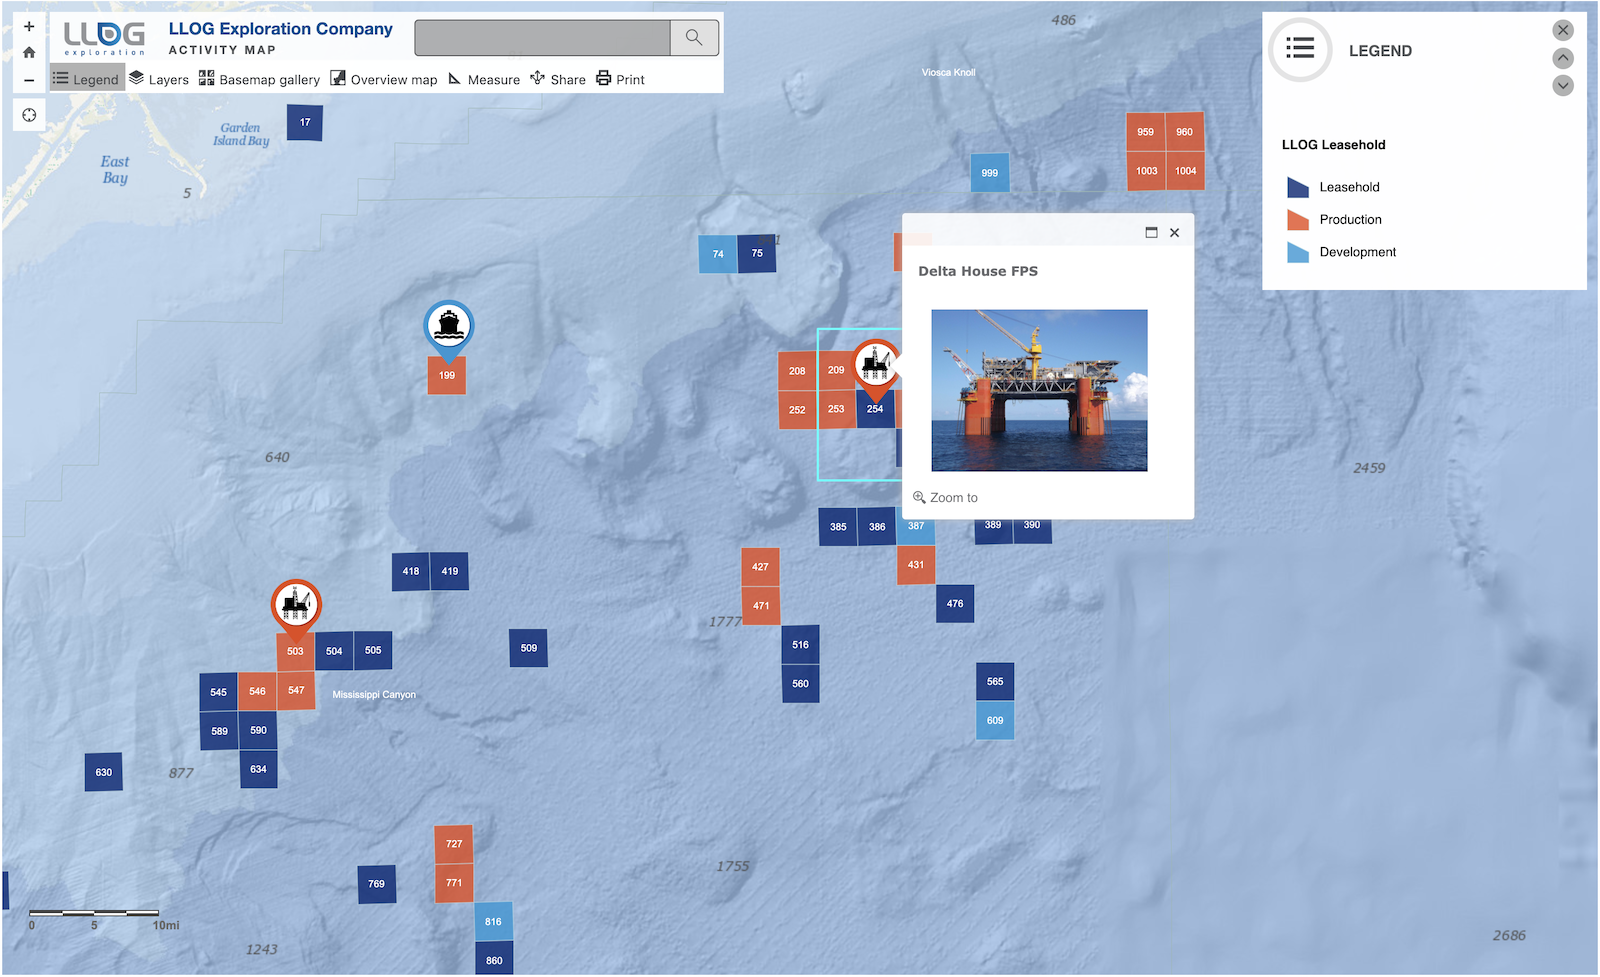 +
−
LLOG
exploration
LLOG Exploration Company
ACTIVITY MAP
Legend
Layers
Basemap gallery
Overview map
Measure
Share
Print
LEGEND
LLOG Leasehold
Leasehold
Production
Development
486
Viosca Knoll
Garden
Island Bay
17
East
Bay
5
959
960
1003
1004
999
74
75
Delta House FPS
Zoom to
199
208
209
252
253
254
640
2459
385
386
387
389
390
418
419
427
431
471
476
1777
503
504
505
509
516
545
546
547
Mississippi Canyon
560
565
589
590
609
630
877
634
727
769
771
1755
816
860
0
5
10mi
1243
2686